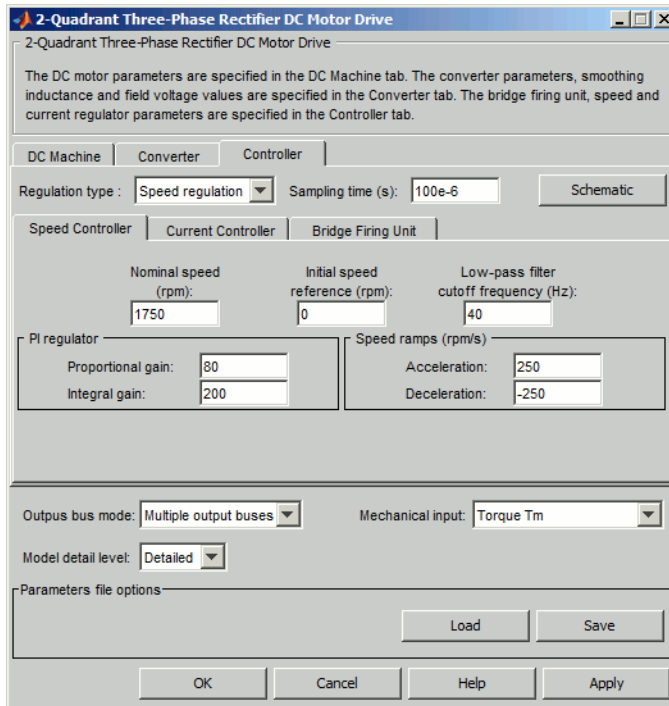 2-Quadrant Three-Phase Rectifier DC Motor Drive
2-Quadrant Three-Phase Rectifier DC Motor Drive
The DC motor parameters are specified in the DC Machine tab. The converter parameters, smoothing
inductance and field voltage values are specified in the Converter tab. The bridge firing unit, speed and
current regulator parameters are specified in the Controller tab.
DC Machine Converter Controller
Regulation type : Speed regulation Sampling time (s): 100e-6 Schematic
Speed Controller Current Controller Bridge Firing Unit
Nominal speed Initial speed Low-pass filter
(rpm): reference (rpm): cutoff frequency (Hz):
1750 0 40
PI regulator Speed ramps (rpm/s)
Proportional gain: 80 Acceleration: 250
Integral gain: 200 Deceleration: -250
Outpus bus mode: Multiple output buses Mechanical input: Torque Tm
Model detail level: Detailed
Parameters file options
Load Save
OK Cancel Help Apply